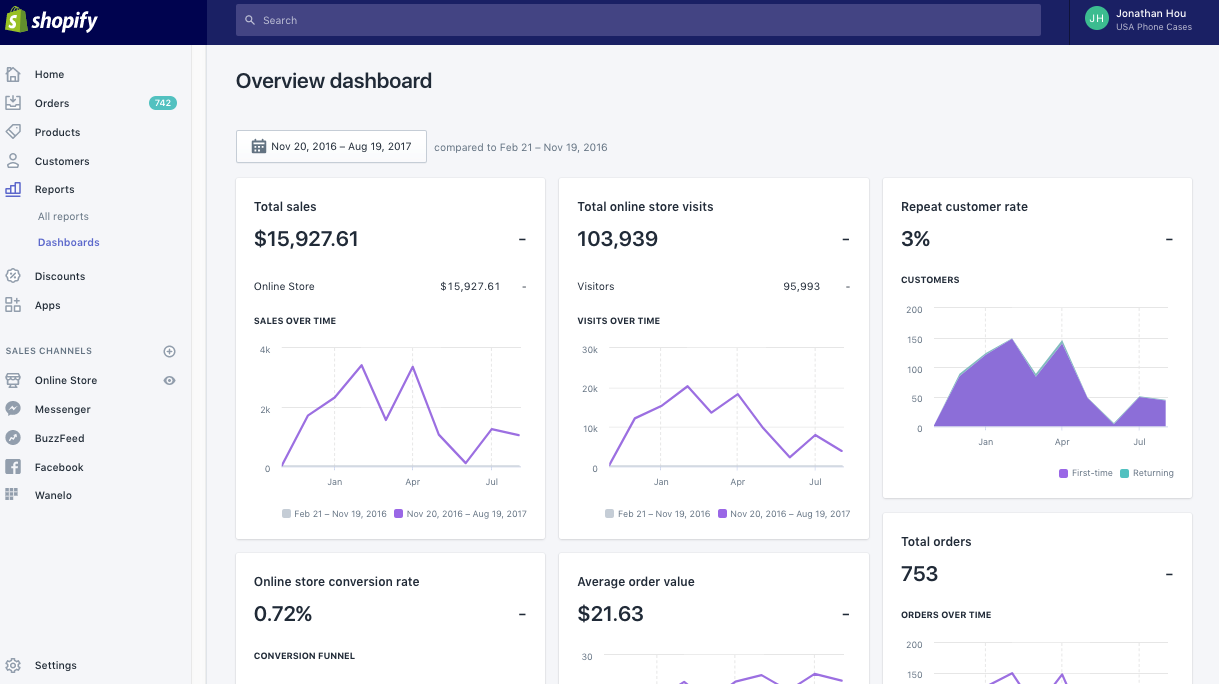 shopify
Search
JH
Jonathan Hou
USA Phone Cases
Home
Orders 742
Products
Customers
Reports
All reports
Dashboards
Discounts
Apps
SALES CHANNELS
Online Store
Messenger
BuzzFeed
Facebook
Wanelo
Settings
Overview dashboard
Nov 20, 2016 – Aug 19, 2017 compared to Feb 21 – Nov 19, 2016
Total sales
$15,927.61 -
Online Store $15,927.61 -
SALES OVER TIME
4k
2k
0
Jan Apr Jul
Feb 21 – Nov 19, 2016 Nov 20, 2016 – Aug 19, 2017
Total online store visits
103,939 -
Visitors 95,993 -
VISITS OVER TIME
30k
20k
10k
0
Jan Apr Jul
Feb 21 – Nov 19, 2016 Nov 20, 2016 – Aug 19, 2017
Repeat customer rate
3% -
CUSTOMERS
200
150
100
50
0
Jan Apr Jul
First-time Returning
Online store conversion rate
0.72% -
CONVERSION FUNNEL
Average order value
$21.63 -
30
Total orders
753 -
ORDERS OVER TIME
200
150